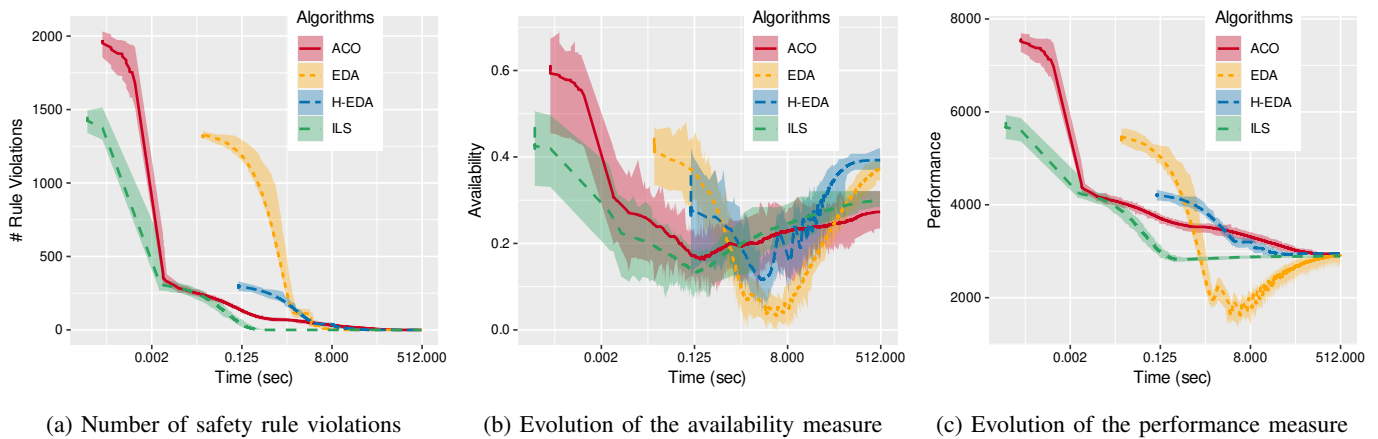 Algorithms
ACO
EDA
H-EDA
ILS
2000
1500
1000
500
0
# Rule Violations
0.002
0.125
8.000
512.000
Time (sec)
(a) Number of safety rule violations
Algorithms
ACO
EDA
H-EDA
ILS
0.6
0.4
0.2
0.0
Availability
0.002
0.125
8.000
512.000
Time (sec)
(b) Evolution of the availability measure
Algorithms
ACO
EDA
H-EDA
ILS
8000
6000
4000
2000
Performance
0.002
0.125
8.000
512.000
Time (sec)
(c) Evolution of the performance measure